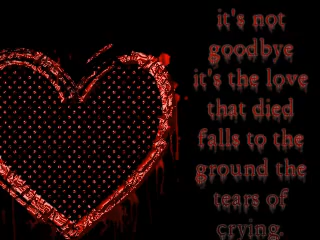 it's not
goodbye
it's the love
that died
falls to the
ground the
tears of
crying.